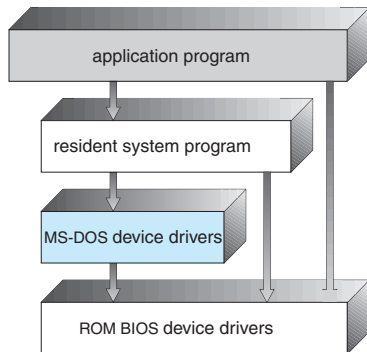 application program
resident system program
MS-DOS device drivers
ROM BIOS device drivers